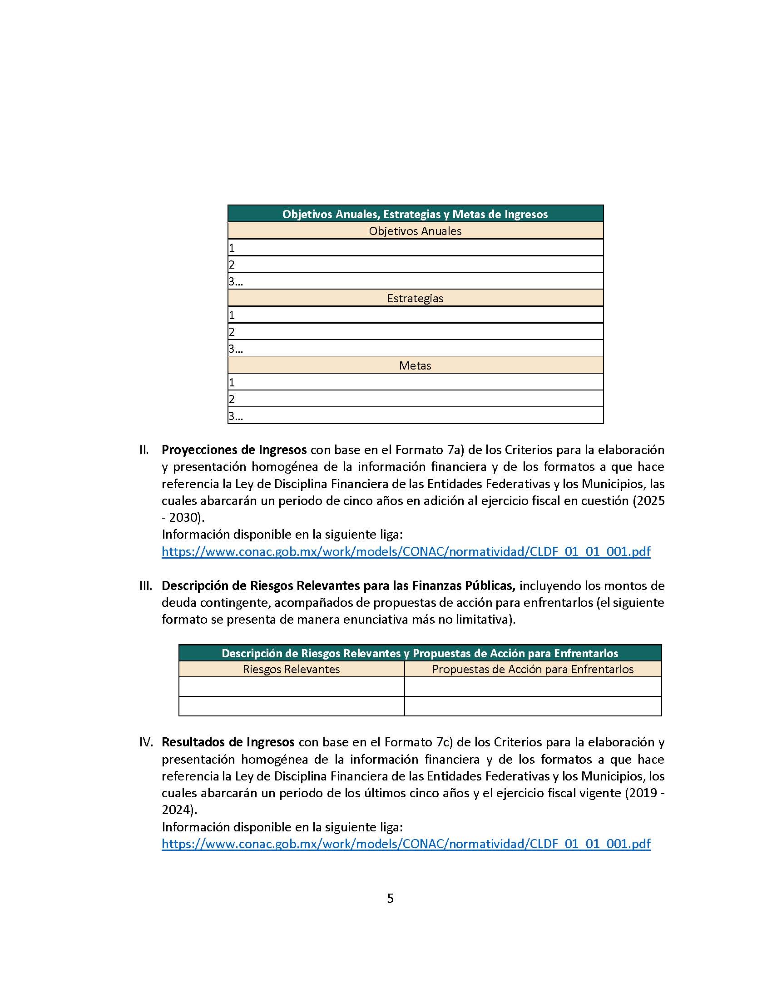 Objetivos Anuales, Estrategias y Metas de Ingresos
Objetivos Anuales
1
2
3...
Estrategias
1
2
3...
Metas
1
2
3...
II. Proyecciones de Ingresos con base en el Formato 7a) de los Criterios para la elaboración
y presentación homogénea de la información financiera y de los formatos a que hace
referencia la Ley de Disciplina Financiera de las Entidades Federativas y los Municipios, las
cuales abarcarán un periodo de cinco años en adición al ejercicio fiscal en cuestión (2025
- 2030).
Información disponible en la siguiente liga:
https://www.conac.gob.mx/work/models/CONAC/normatividad/CLDF_01_01_001.pdf
III. Descripción de Riesgos Relevantes para las Finanzas Públicas, incluyendo los montos de
deuda contingente, acompañados de propuestas de acción para enfrentarlos (el siguiente
formato se presenta de manera enunciativa más no limitativa).
Descripción de Riesgos Relevantes y Propuestas de Acción para Enfrentarlos
Riesgos Relevantes Propuestas de Acción para Enfrentarlos
IV. Resultados de Ingresos con base en el Formato 7c) de los Criterios para la elaboración y
presentación homogénea de la información financiera y de los formatos a que hace
referencia la Ley de Disciplina Financiera de las Entidades Federativas y los Municipios, los
cuales abarcarán un periodo de los últimos cinco años y el ejercicio fiscal vigente (2019 -
2024).
Información disponible en la siguiente liga:
https://www.conac.gob.mx/work/models/CONAC/normatividad/CLDF_01_01_001.pdf
5